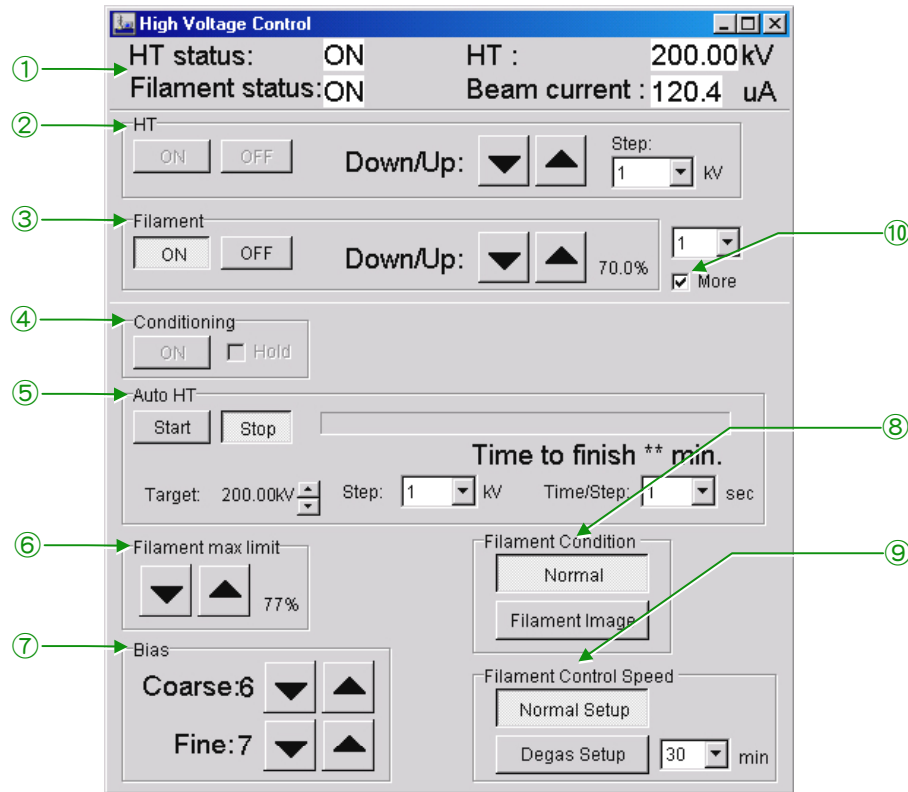 High Voltage Control
① HT status: ON HT : 200.00 kV
Filament status: ON Beam current : 120.4 uA
② HT
ON OFF Down/Up: Step:
1 kV
③ Filament
ON OFF Down/Up: 70.0% 1 ⑩
More
④ Conditioning
ON Hold
⑤ Auto HT
Start Stop ⑧
Time to finish ** min.
Target: 200.00kV Step: 1 kV Time/Step: 1 sec
⑥ Filament max limit Filament Condition ⑨
Normal
77%
Filament Image
⑦ Bias
Coarse:6 Filament Control Speed
Normal Setup
Fine:7 Degas Setup 30 min